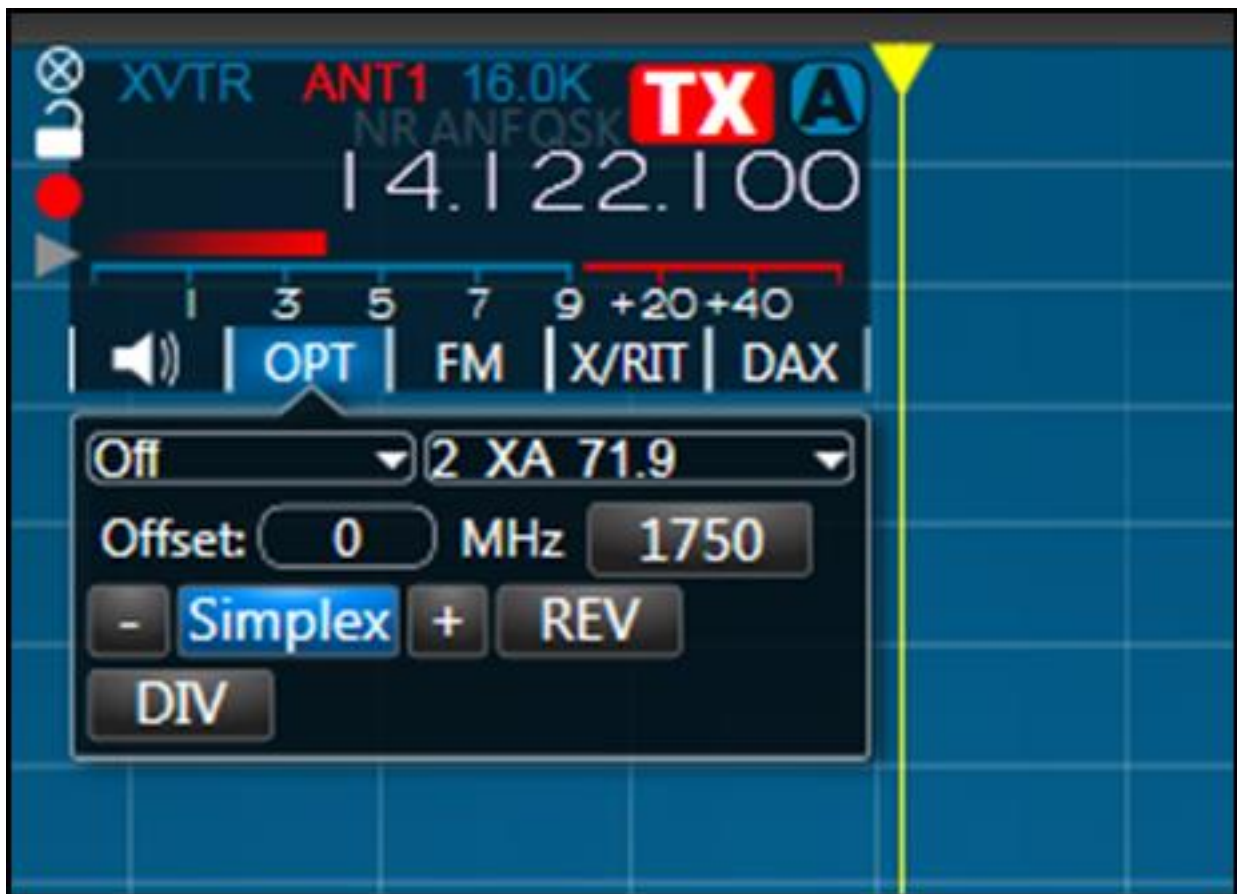 XVTR ANT1 16.0K TX A
NR ANF QSK
14.122.100
1 3 5 7 9 +20 +40
OPT FM X/RIT DAX
Off 2 XA 71.9
Offset: 0 MHz 1750
- Simplex + REV
DIV